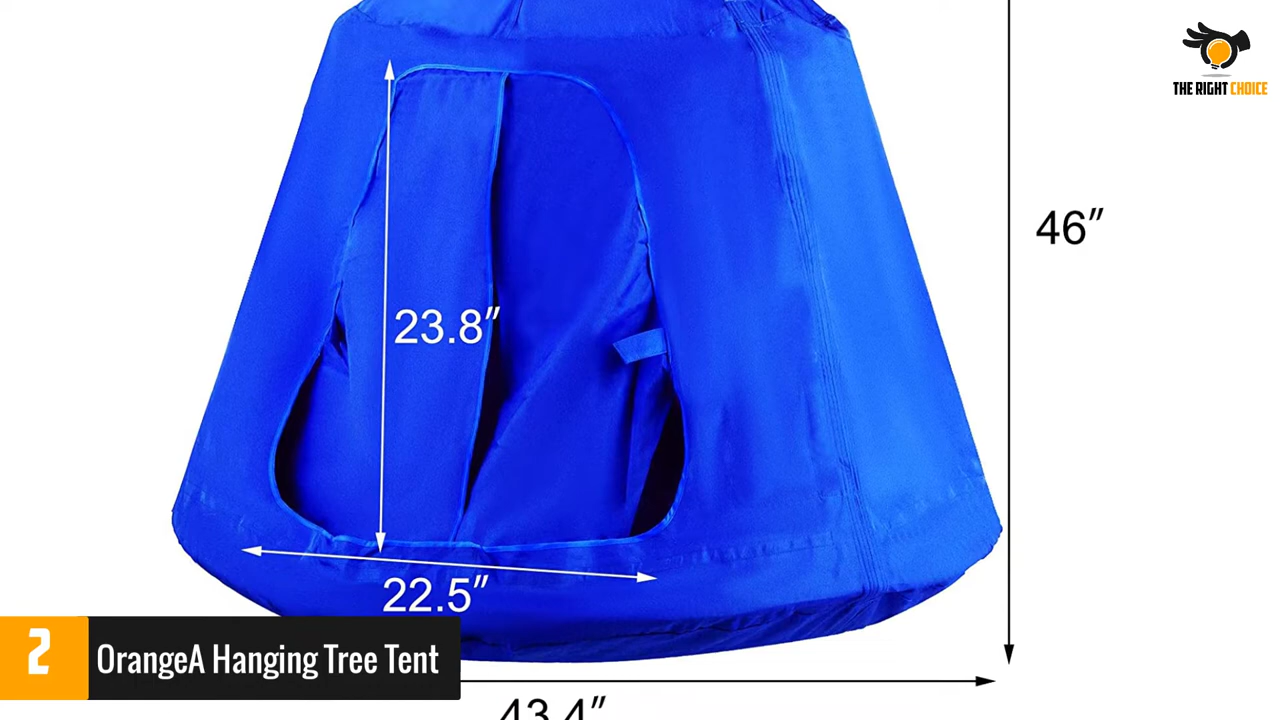 THE RIGHT CHOICE
46"
23.8"
22.5"
2
OrangeA Hanging Tree Tent
43.4"